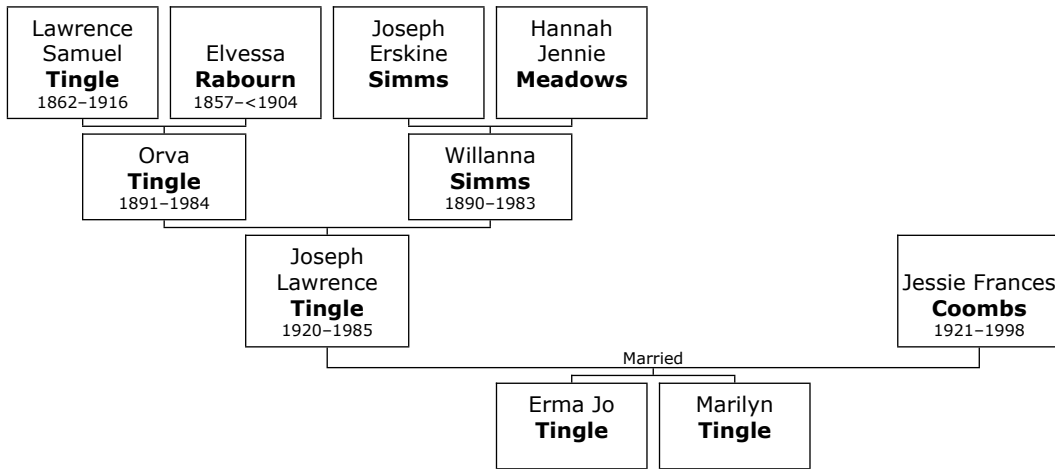 Lawrence
Samuel
Tingle
1862–1916
Elvessa
Rabourn
1857–<1904
Joseph
Erskine
Simms
Hannah
Jennie
Meadows
Orva
Tingle
1891–1984
Willanna
Simms
1890–1983
Joseph
Lawrence
Tingle
1920–1985
Jessie Frances
Coombs
1921–1998
Married
Erma Jo
Tingle
Marilyn
Tingle